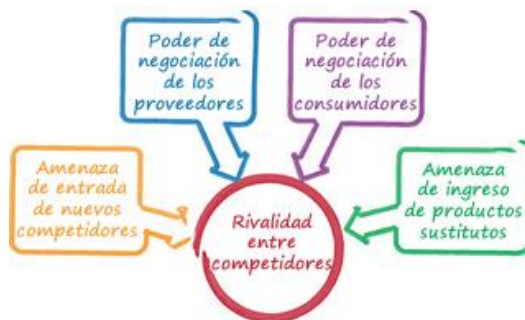 Poder de
negociación
de los
proveedores
Poder de
negociación
de los
consumidores
Amenaza
de entrada
de nuevos
competidores
Rivalidad
entre
competidores
Amenaza
de ingreso
de productos
sustitutos